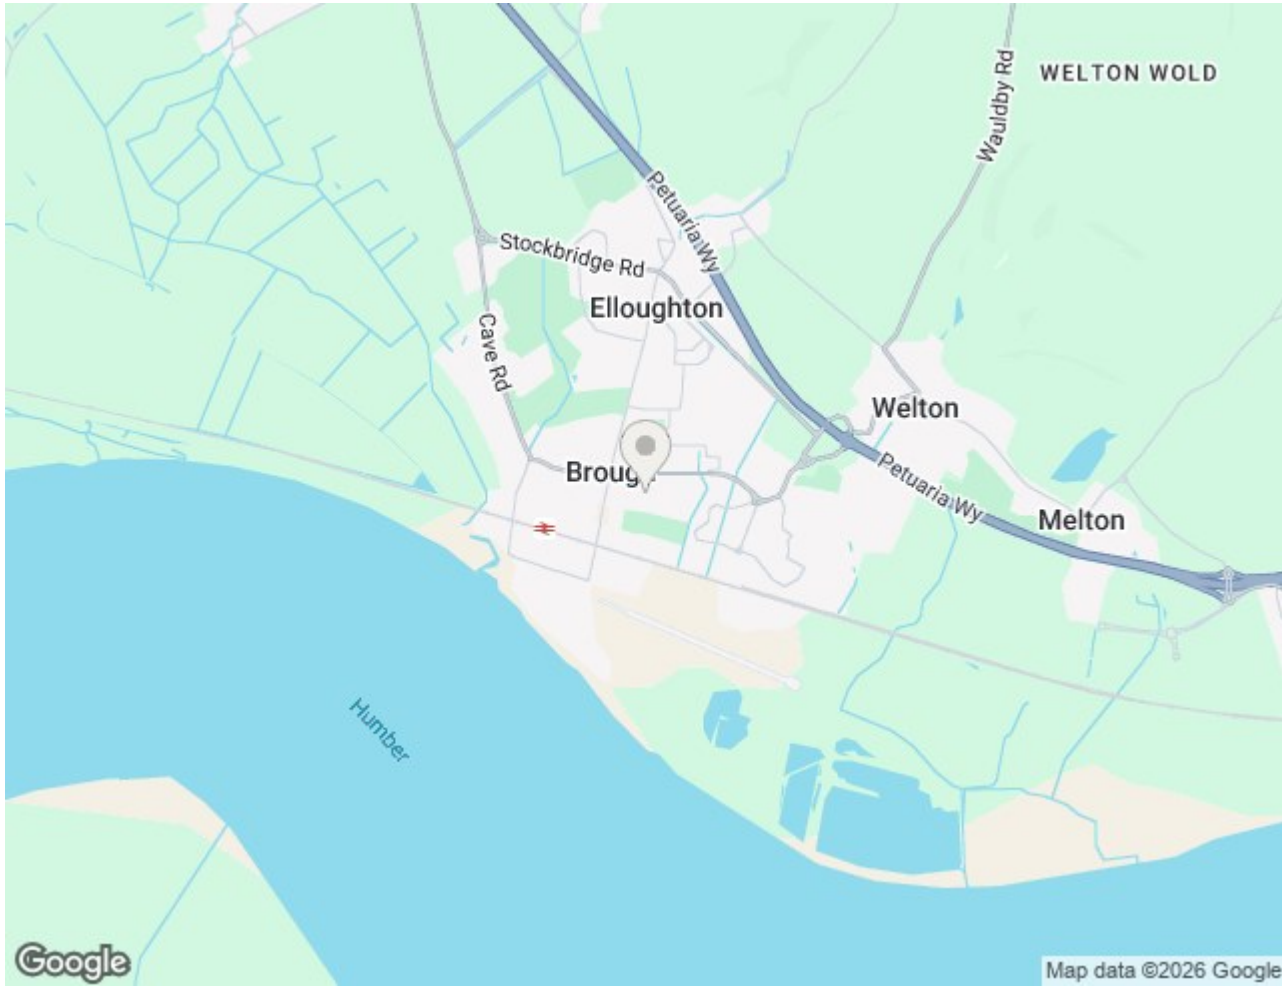 WELTON WOLD
Wauldby Rd
Petuaria Wy
Stockbridge Rd
Elloughton
Cave Rd
Welton
Broug
Petuaria Wy
Melton
Humber
Google
Map data ©2026 Google